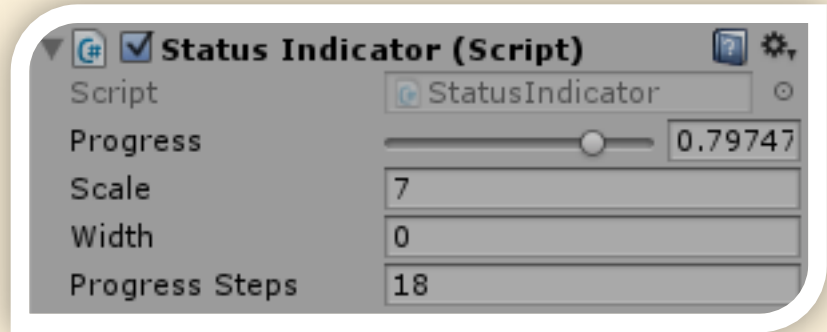 Status Indicator (Script)
Script StatusIndicator
Progress 0.79747
Scale 7
Width 0
Progress Steps 18